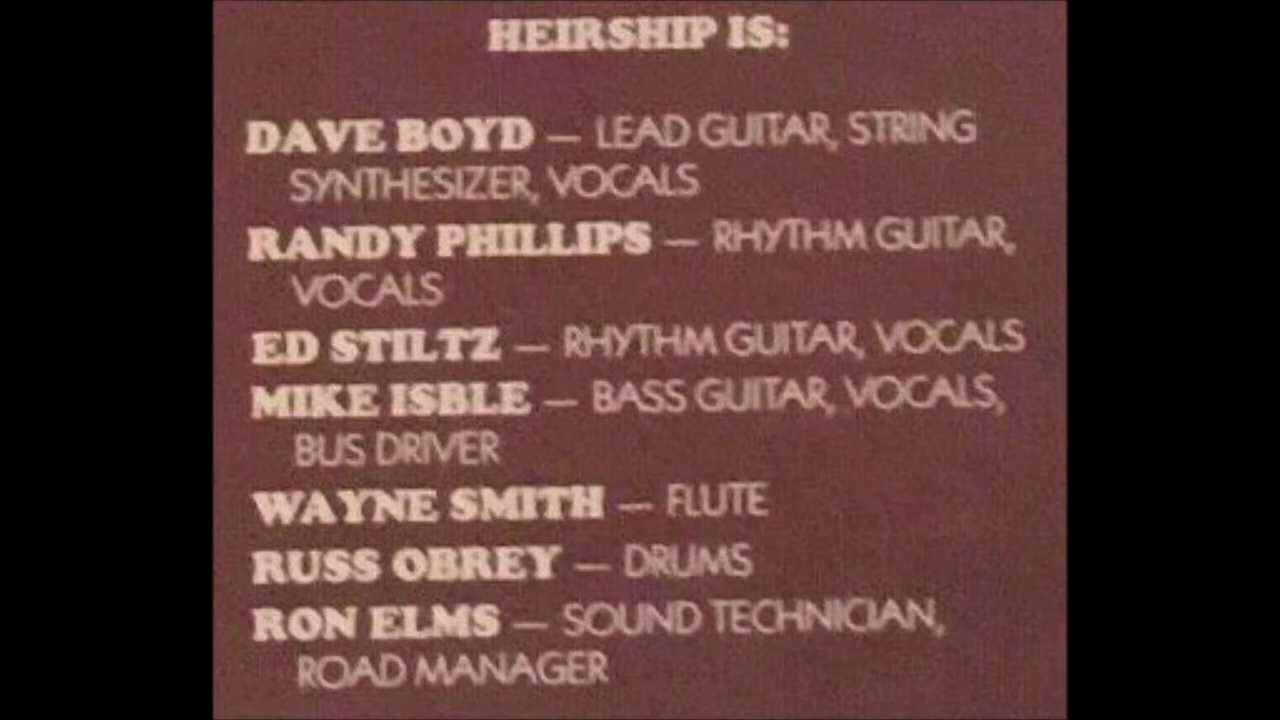 HEIRSHIP IS:
DAVE BOYD — LEAD GUITAR, STRING
SYNTHESIZER, VOCALS
RANDY PHILLIPS — RHYTHM GUITAR,
VOCALS
ED STILTZ — RHYTHM GUITAR, VOCALS
MIKE ISBLE — BASS GUITAR, VOCALS,
BUS DRIVER
WAYNE SMITH — FLUTE
RUSS OBREY — DRUMS
RON ELMS — SOUND TECHNICIAN,
ROAD MANAGER